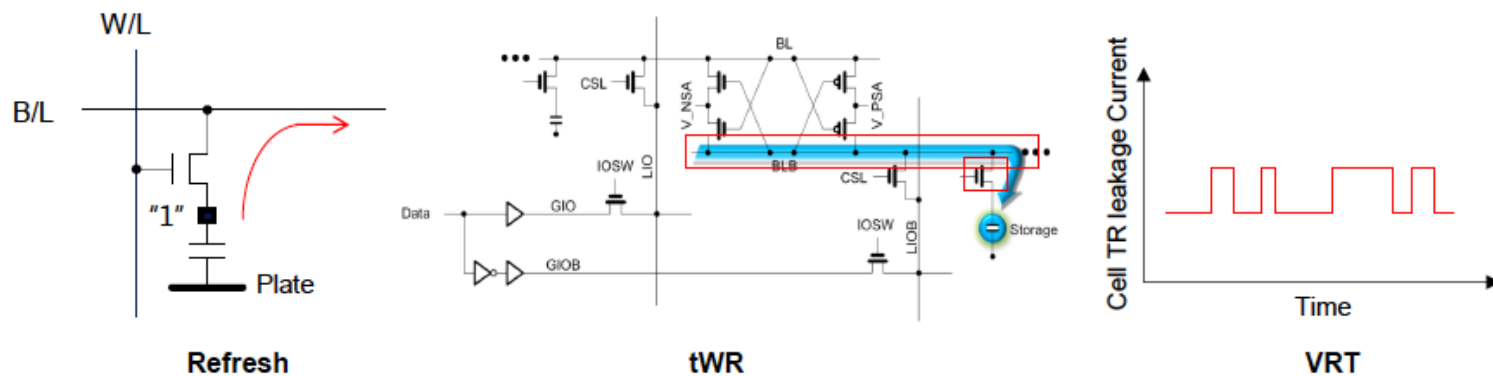 W/L
B/L
"1"
Plate
Refresh
BL
CSL
V_NSA
V_PSA
LIO
IOSW
BLB
CSL
Data
GIO
IOSW
LIOB
Storage
GIOB
tWR
Cell TR leakage Current
Time
VRT